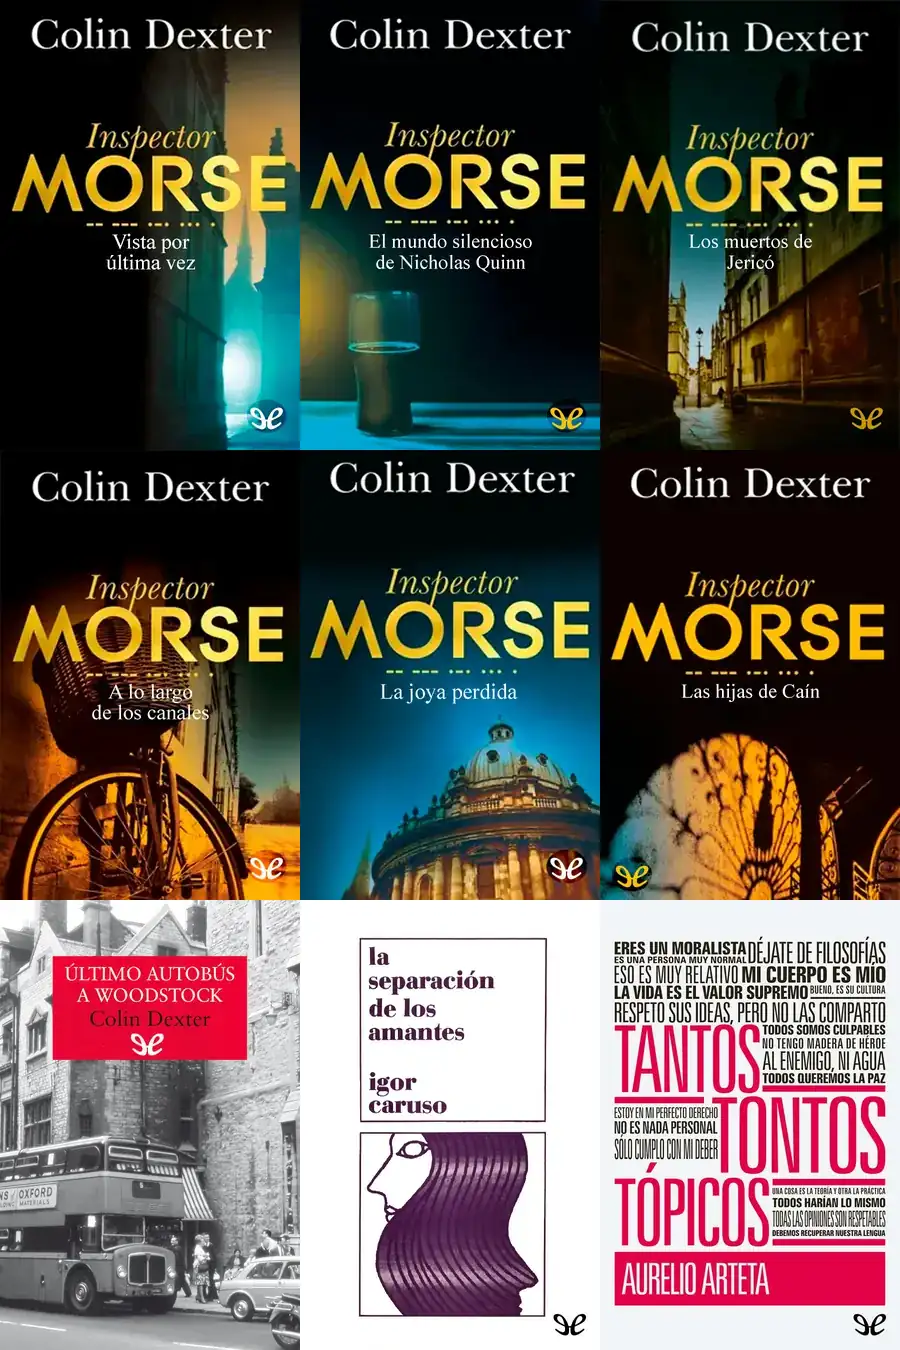 Colin Dexter
Inspector
MORSE
Vista por
última vez
Colin Dexter
Inspector
MORSE
El mundo silencioso
de Nicholas Quinn
Colin Dexter
Inspector
MORSE
Los muertos de
Jericó
Colin Dexter
Inspector
MORSE
A lo largo
de los canales
Colin Dexter
Inspector
MORSE
La joya perdida
Colin Dexter
Inspector
MORSE
Las hijas de Caín
ÚLTIMO AUTOBÚS
A WOODSTOCK
Colin Dexter
OXFORD
MATERIALS
la
separación
de los
amantes
igor
caruso
ERES UN MORALISTA DÉJATE DE FILOSOFÍAS
ES UNA PERSONA MUY NORMAL
ESO ES MUY RELATIVO MI CUERPO ES MÍO
LA VIDA ES EL VALOR SUPREMO BUENO, ES SU CULTURA
RESPETO SUS IDEAS, PERO NO LAS COMPARTO
TANTOS
TODOS SOMOS CULPABLES
NO TENGO MADERA DE HÉROE
AL ENEMIGO, NI AGUA
TODOS QUEREMOS LA PAZ
ESTOY EN MI PERFECTO DERECHO
NO ES NADA PERSONAL
SÓLO CUMPLO CON MI DEBER
TONTOS
TÓPICOS
UNA COSA ES LA TEORÍA Y OTRA LA PRÁCTICA
TODOS HARÍAN LO MISMO
TODAS LAS OPINIONES SON RESPETABLES
DEBEMOS RECUPERAR NUESTRA LENGUA
AURELIO ARTETA